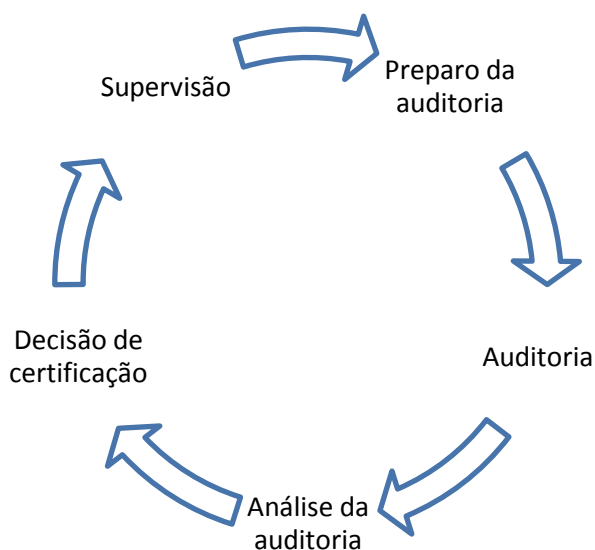 Supervisão
Preparo da
auditoria
Auditoria
Análise da
auditoria
Decisão de
certificação